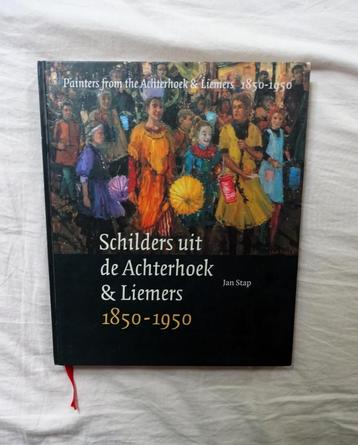 Painters from the Achterhoek & Liemers 1850-1950
Schilders uit
de Achterhoek
& Liemers
Jan Stap
1850-1950